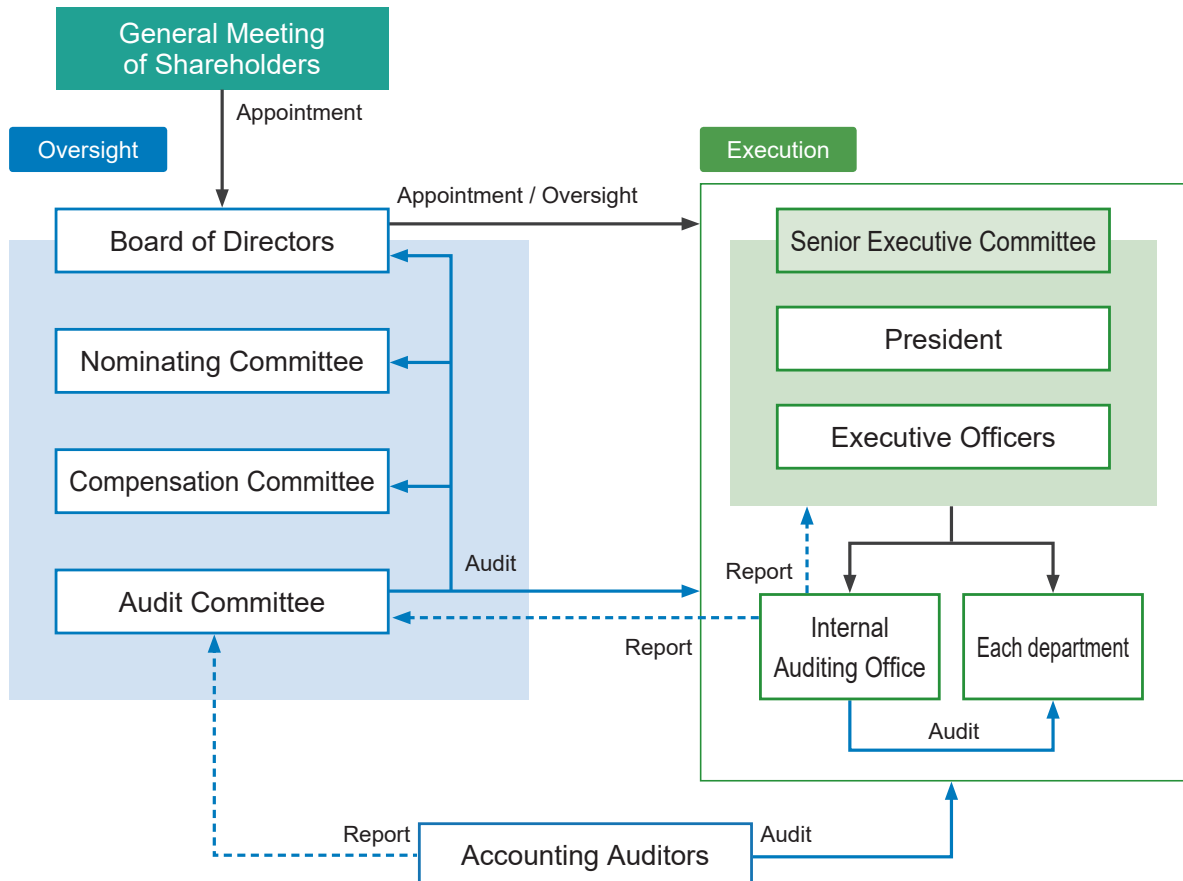 General Meeting
of Shareholders
Appointment
Oversight
Execution
Appointment / Oversight
Board of Directors
Senior Executive Committee
Nominating Committee
President
Executive Officers
Compensation Committee
Audit
Report
Audit Committee
Report
Internal
Auditing Office
Each department
Audit
Report
Accounting Auditors
Audit